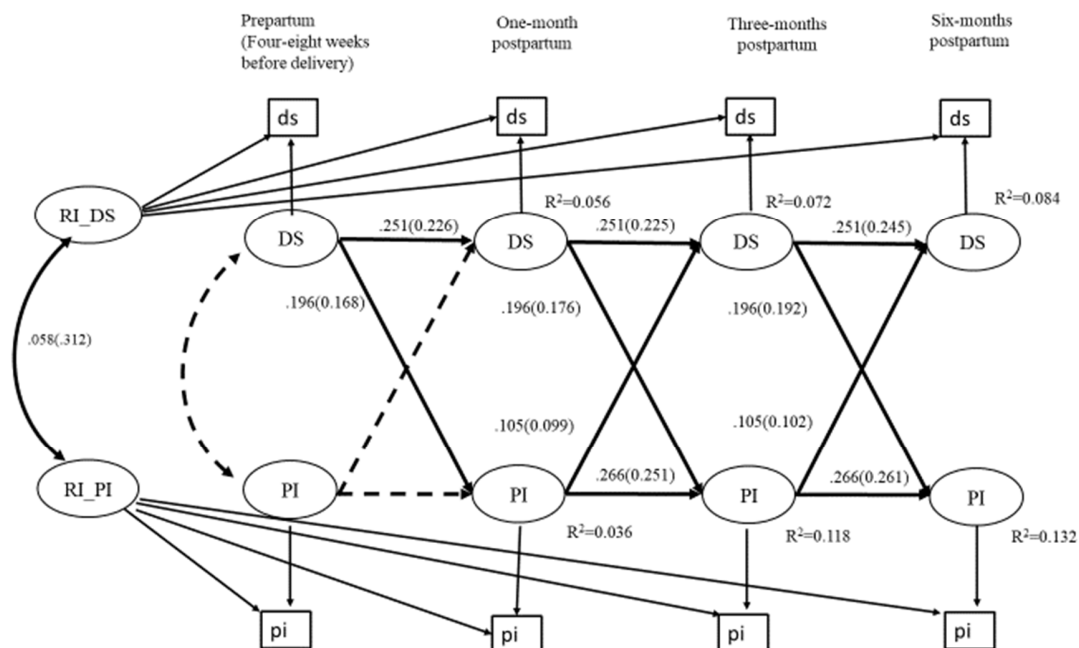 Prepartum
(Four-eight weeks
before delivery)
One-month
postpartum
Three-months
postpartum
Six-months
postpartum
ds
ds
ds
ds
RI_DS
R²=0.056
R²=0.072
R²=0.084
DS
.251(0.226)
DS
.251(0.225)
DS
.251(0.245)
DS
.196(0.168)
.196(0.176)
.196(0.192)
.058(.312)
.105(0.099)
.105(0.102)
RI_PI
PI
PI
.266(0.251)
PI
.266(0.261)
PI
R²=0.036
R²=0.118
R²=0.132
pi
pi
pi
pi